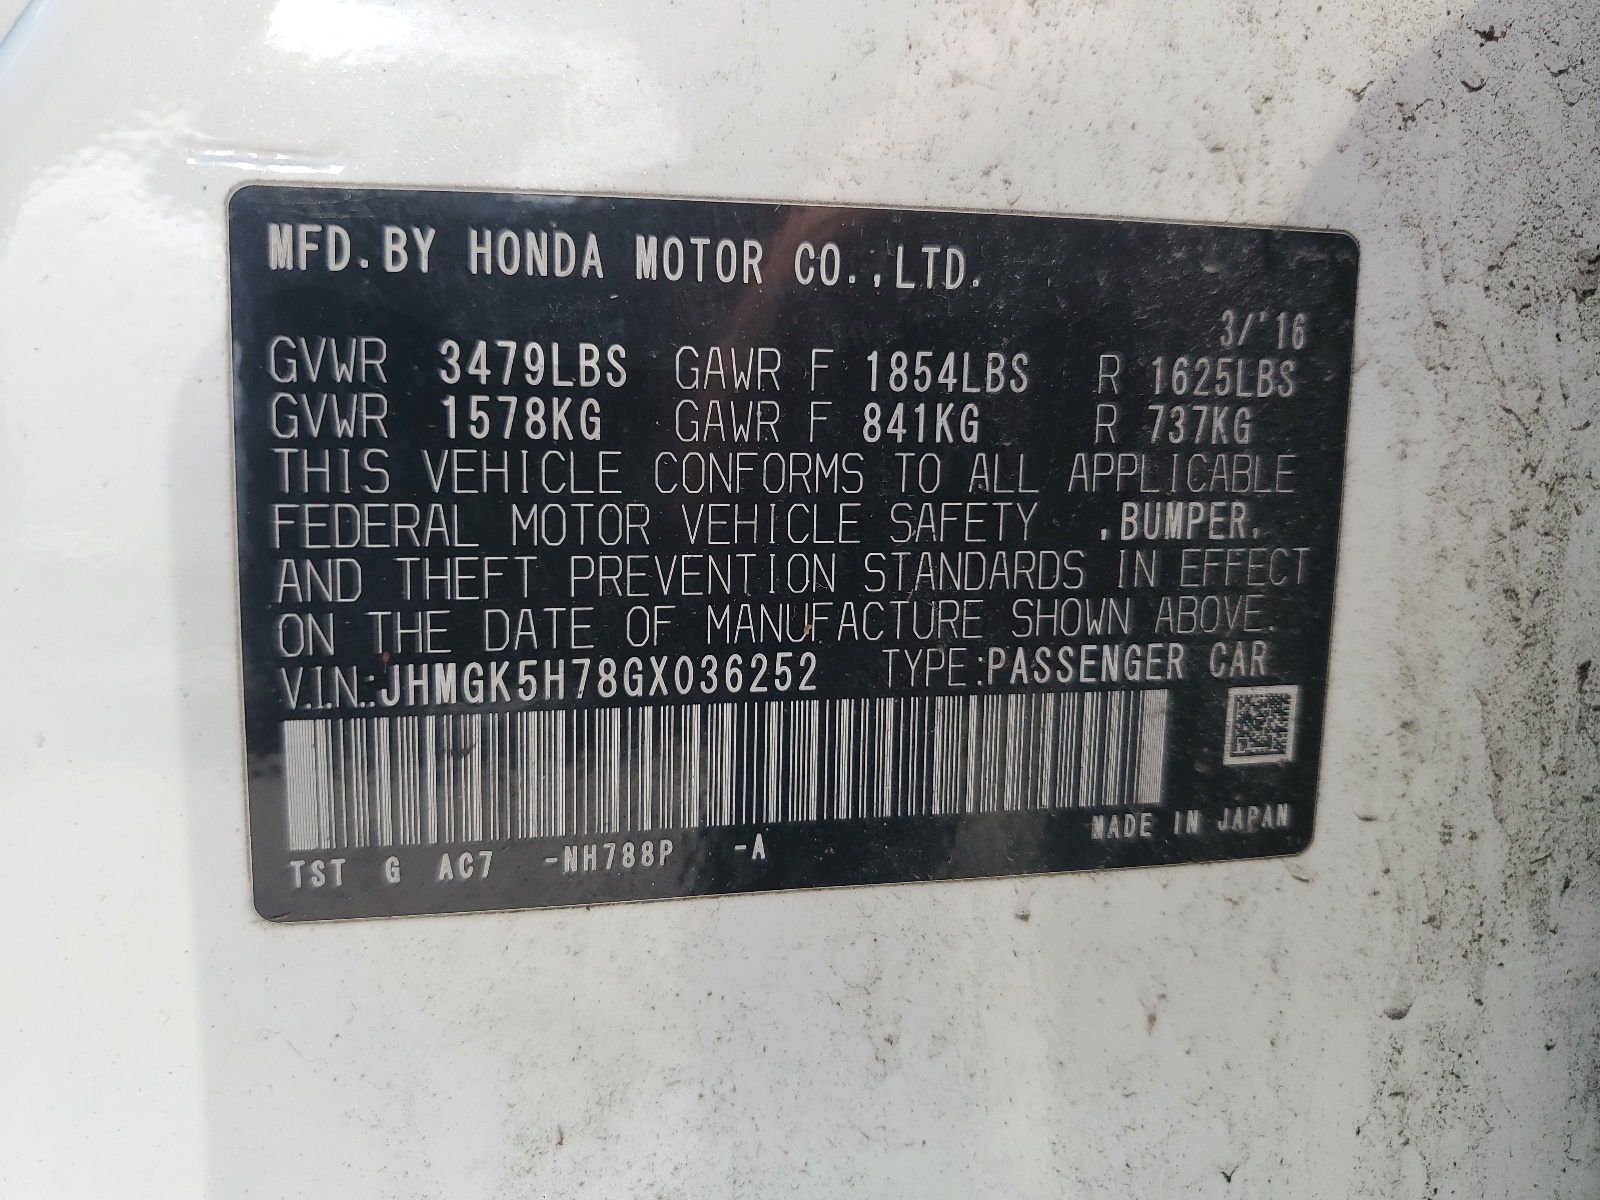 MFD.BY HONDA MOTOR CO.,LTD.
3/'16
GVWR 3479LBS GAWR F 1854LBS R 1625LBS
GVWR 1578KG GAWR F 841KG R 737KG
THIS VEHICLE CONFORMS TO ALL APPLICABLE
FEDERAL MOTOR VEHICLE SAFETY ,BUMPER,
AND THEFT PREVENTION STANDARDS IN EFFECT
ON THE DATE OF MANUFACTURE SHOWN ABOVE.
V.I.N.:JHMGK5H78GX036252 TYPE:PASSENGER CAR
MADE IN JAPAN
TST G AC7 -NH788P -A